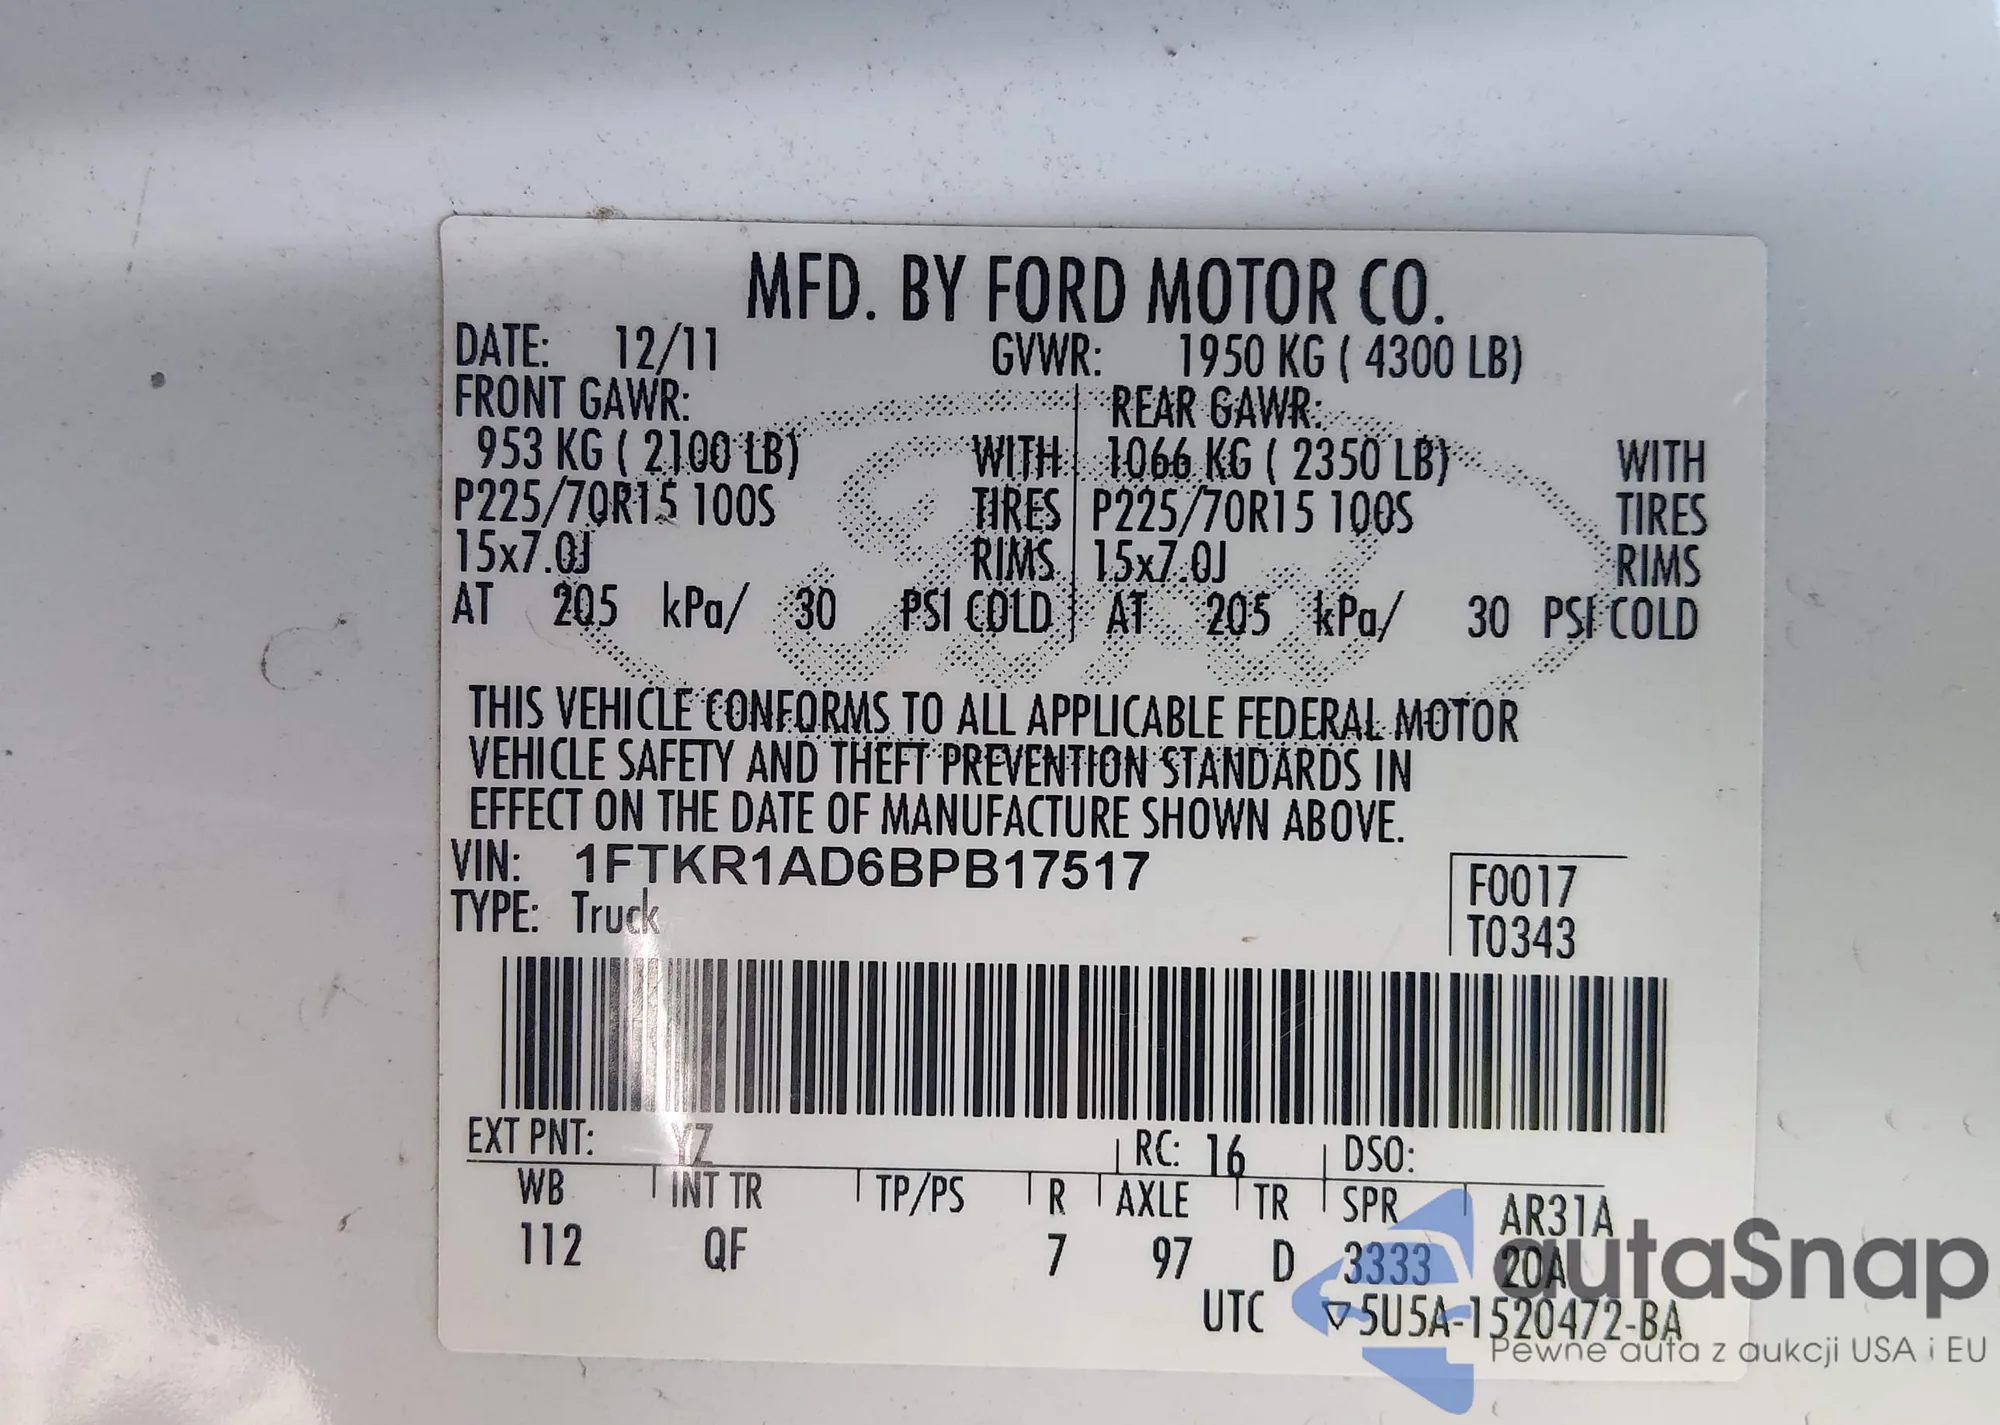 MFD. BY FORD MOTOR CO.
DATE: 12/11 GVWR: 1950 KG ( 4300 LB)
FRONT GAWR: REAR GAWR:
953 KG ( 2100 LB) WITH 1066 KG ( 2350 LB) WITH
P225/70R15 100S TIRES P225/70R15 100S TIRES
15x7.0J RIMS 15x7.0J RIMS
AT 205 kPa/ 30 PSI COLD AT 205 kPa/ 30 PSI COLD
THIS VEHICLE CONFORMS TO ALL APPLICABLE FEDERAL MOTOR
VEHICLE SAFETY AND THEFT PREVENTION STANDARDS IN
EFFECT ON THE DATE OF MANUFACTURE SHOWN ABOVE.
VIN: 1FTKR1AD6BPB17517
F0017
TYPE: Truck
T0343
EXT PNT: YZ RC: 16 DSO:
WB INT TR TP/PS R AXLE TR SPR AR31A
112 QF 7 97 D 3333 20A
UTC ▽5U5A-1520472-BA
autaSnap
Pewne auta z aukcji USA i EU